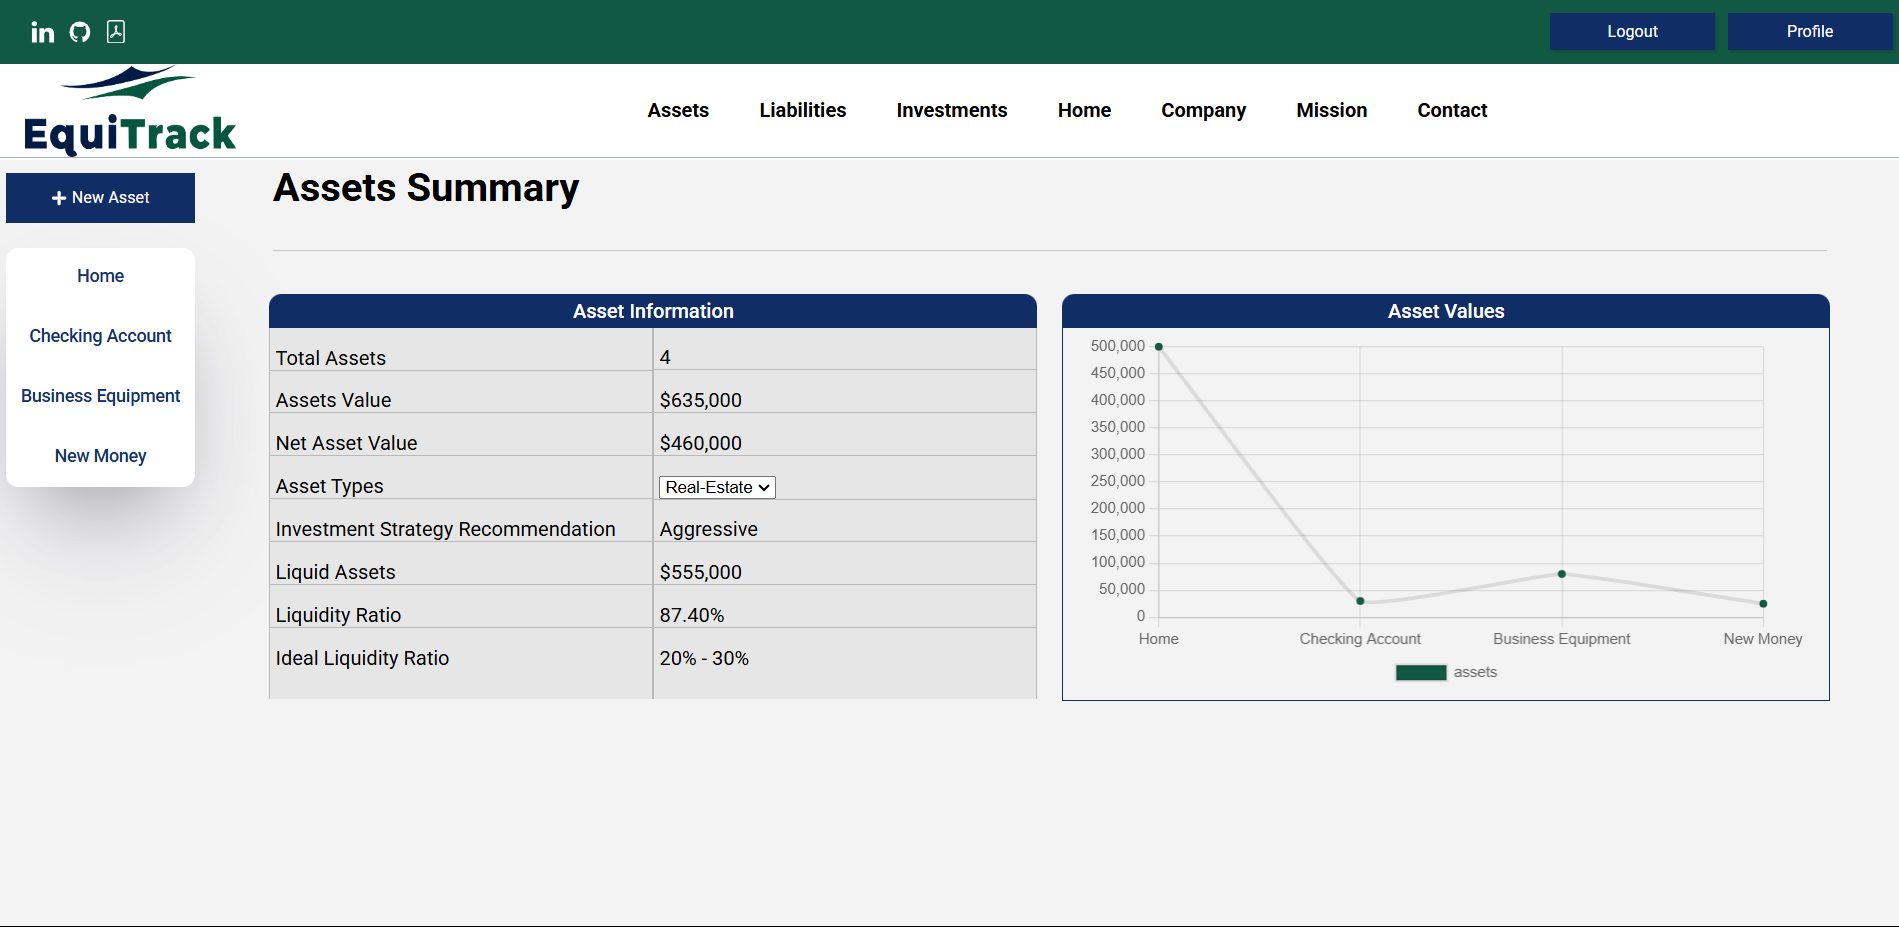 Logout Profile
EquiTrack
Assets Liabilities Investments Home Company Mission Contact
New Asset
Home
Checking Account
Business Equipment
New Money
Assets Summary
Asset Information
Total Assets 4
Assets Value $635,000
Net Asset Value $460,000
Asset Types Real-Estate
Investment Strategy Recommendation Aggressive
Liquid Assets $555,000
Liquidity Ratio 87.40%
Ideal Liquidity Ratio 20% - 30%
Asset Values
500,000
450,000
400,000
350,000
300,000
250,000
200,000
150,000
100,000
50,000
0
Home Checking Account Business Equipment New Money
assets